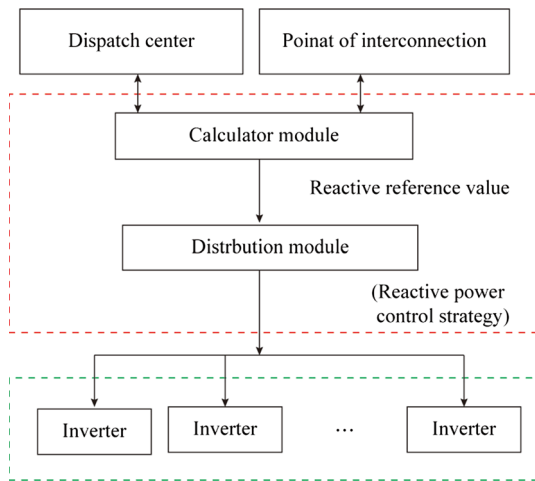 Dispatch center
Poinat of interconnection
Calculator module
Reactive reference value
Distrbution module
(Reactive power
control strategy)
Inverter
Inverter
...
Inverter